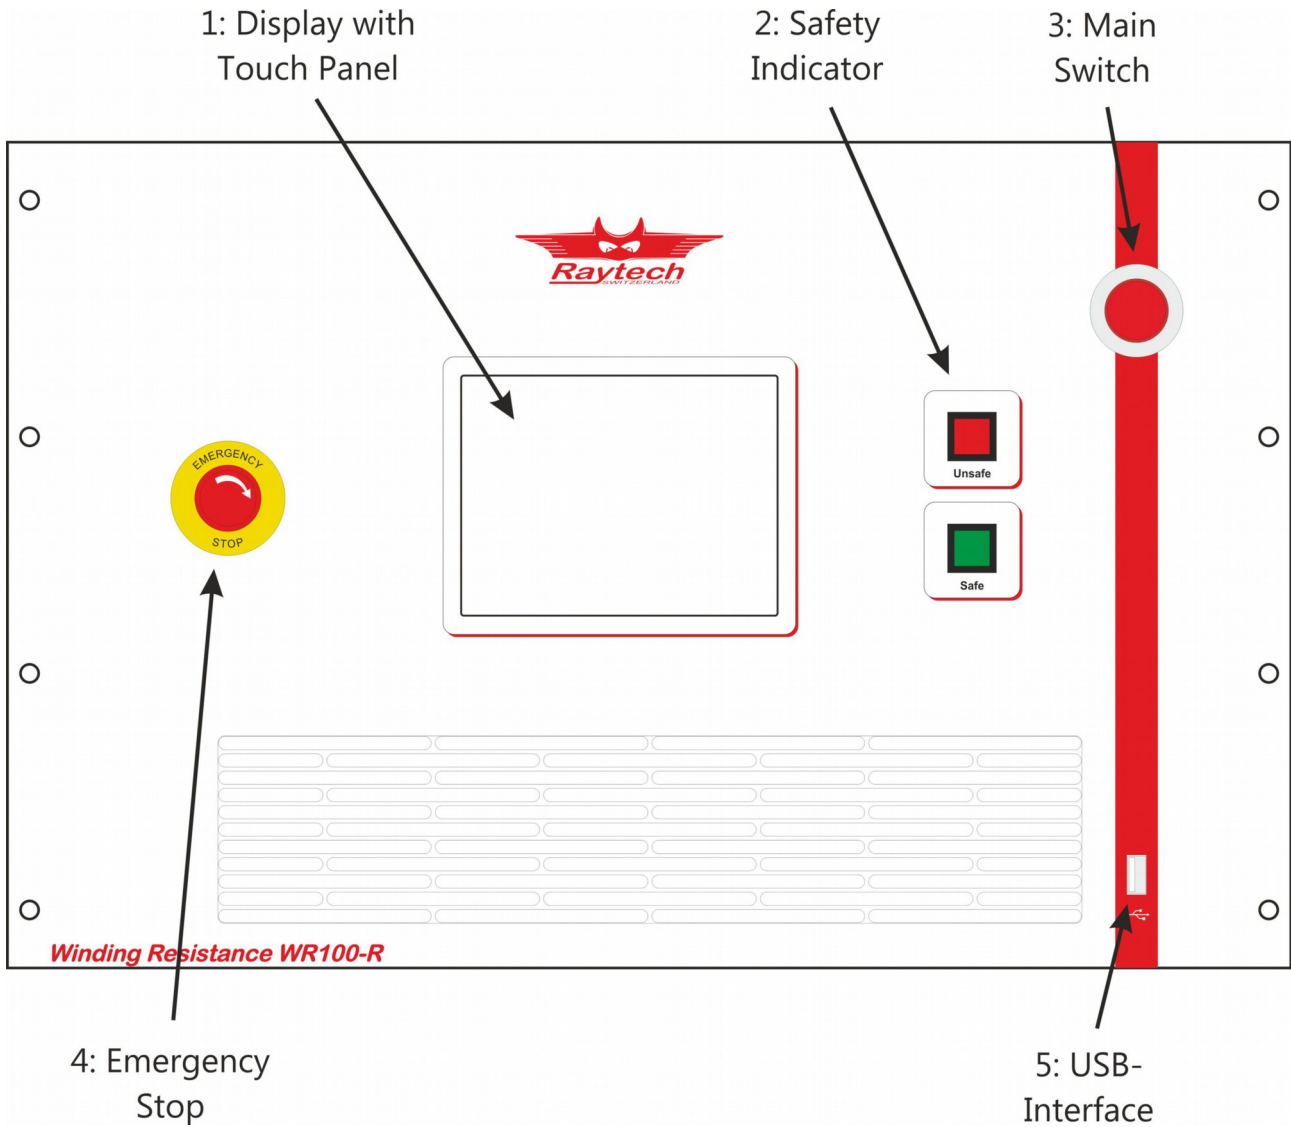 1: Display with
Touch Panel
2: Safety
Indicator
3: Main
Switch
Raytech
SWITZERLAND
EMERGENCY
STOP
Unsafe
Safe
Winding Resistance WR100-R
4: Emergency
Stop
5: USB-
Interface